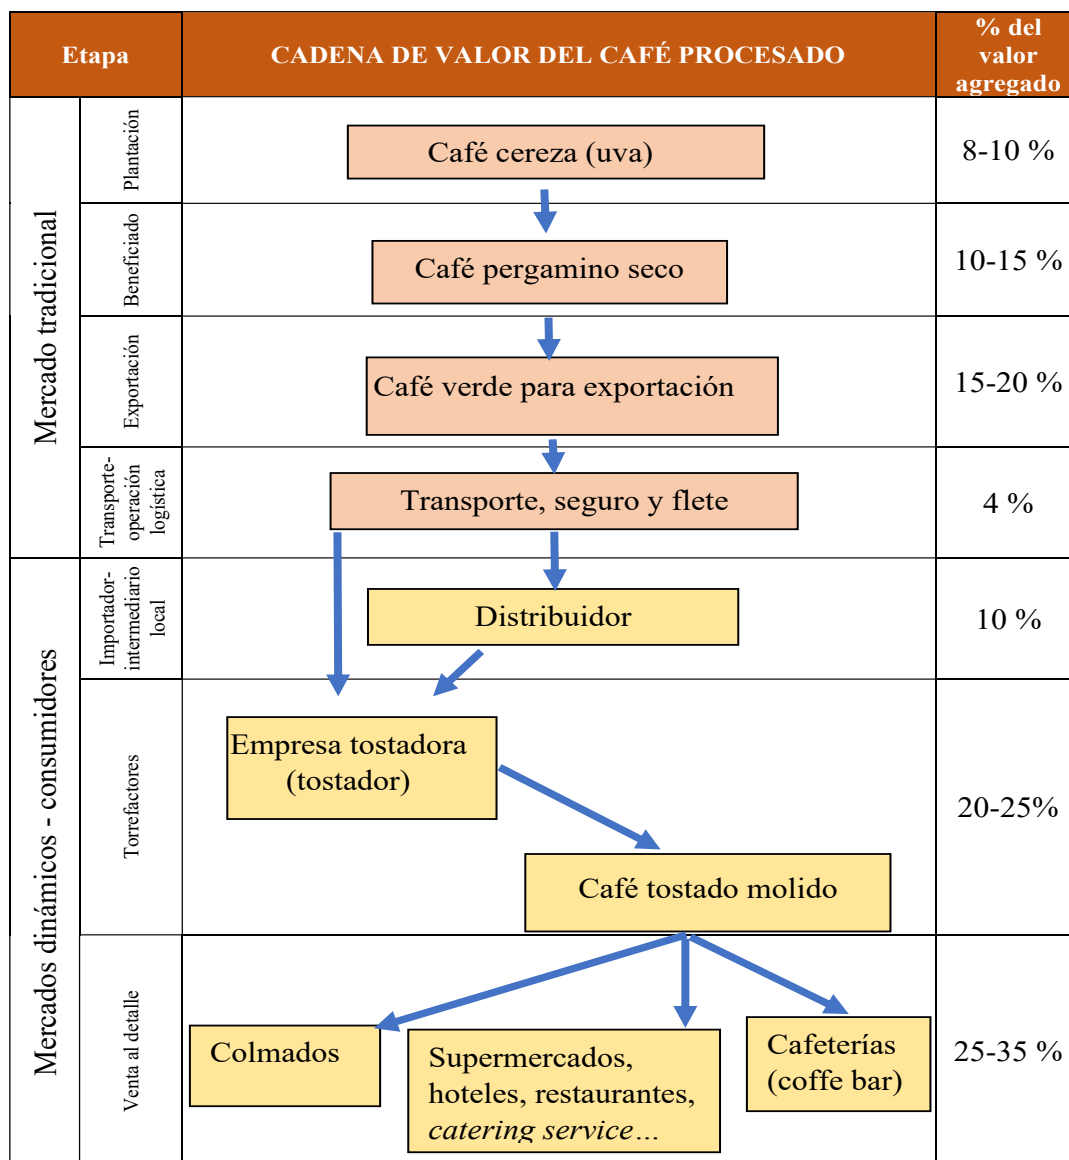 Etapa
CADENA DE VALOR DEL CAFÉ PROCESADO
% del
valor
agregado
Mercado tradicional
Plantación
Café cereza (uva)
8-10 %
Beneficiado
Café pergamino seco
10-15 %
Exportación
Café verde para exportación
15-20 %
Transporte-
operación
logística
Transporte, seguro y flete
4 %
Mercados dinámicos - consumidores
Importador-
intermediario
local
Distribuidor
10 %
Torrefactores
Empresa tostadora
(tostador)
Café tostado molido
20-25%
Venta al detalle
Colmados
Supermercados,
hoteles, restaurantes,
catering service…
Cafeterías
(coffe bar)
25-35 %